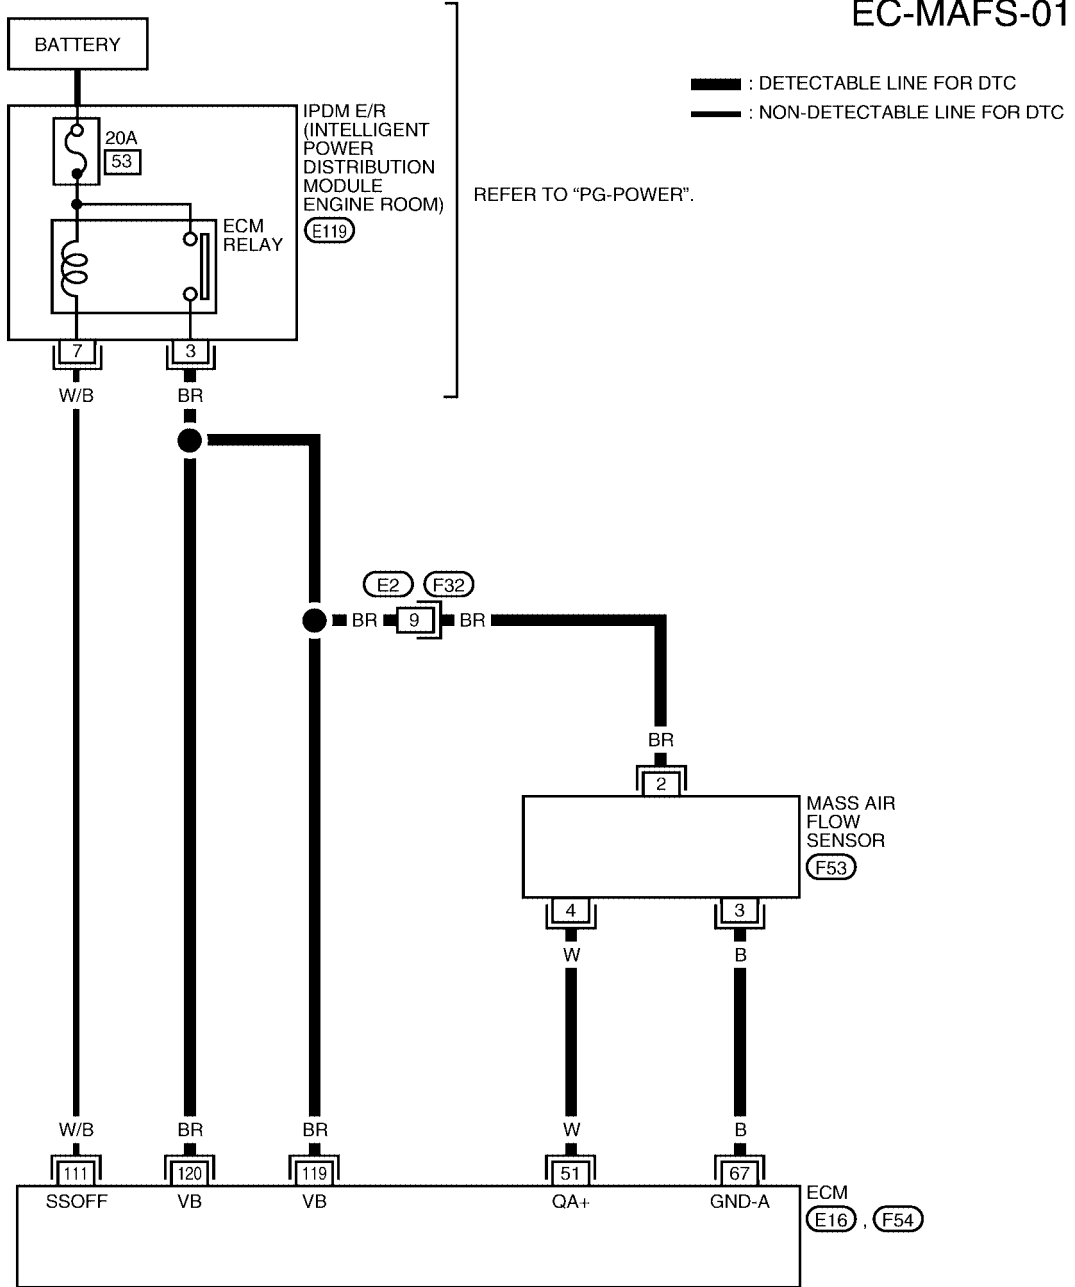 EC-MAFS-01
BATTERY
: DETECTABLE LINE FOR DTC
: NON-DETECTABLE LINE FOR DTC
20A
53
IPDM E/R
(INTELLIGENT
POWER
DISTRIBUTION
MODULE
ENGINE ROOM)
E119
REFER TO “PG-POWER”.
ECM
RELAY
7
3
W/B
BR
E2
F32
BR
9
BR
BR
2
MASS AIR
FLOW
SENSOR
F53
4
3
W
B
W/B
BR
BR
W
B
111
120
119
51
67
SSOFF
VB
VB
QA+
GND-A
ECM
E16 , F54